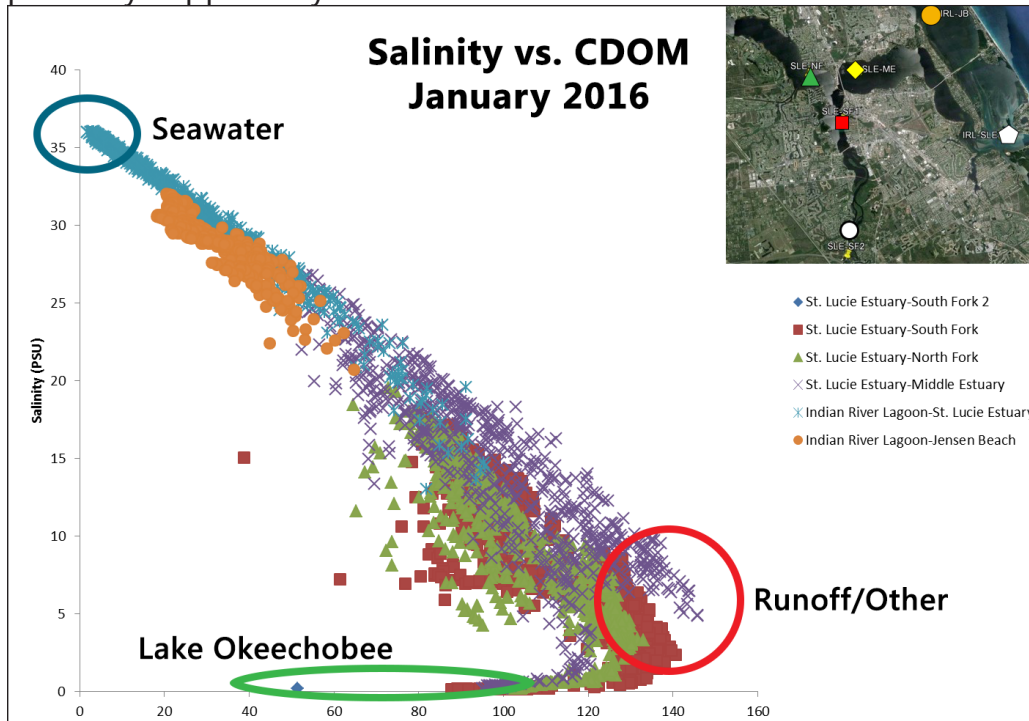 Salinity vs. CDOM
January 2016
Seawater
Runoff/Other
Lake Okeechobee
Salinity (PSU)
40
35
30
25
20
15
10
5
0
0 20 40 60 80 100 120 140 160
IRL-JB
SLE-NF
SLE-ME
SLE-SF1
IRL-SLE
SLE-SF2
St. Lucie Estuary-South Fork 2
St. Lucie Estuary-South Fork
St. Lucie Estuary-North Fork
St. Lucie Estuary-Middle Estuary
Indian River Lagoon-St. Lucie Estuary
Indian River Lagoon-Jensen Beach